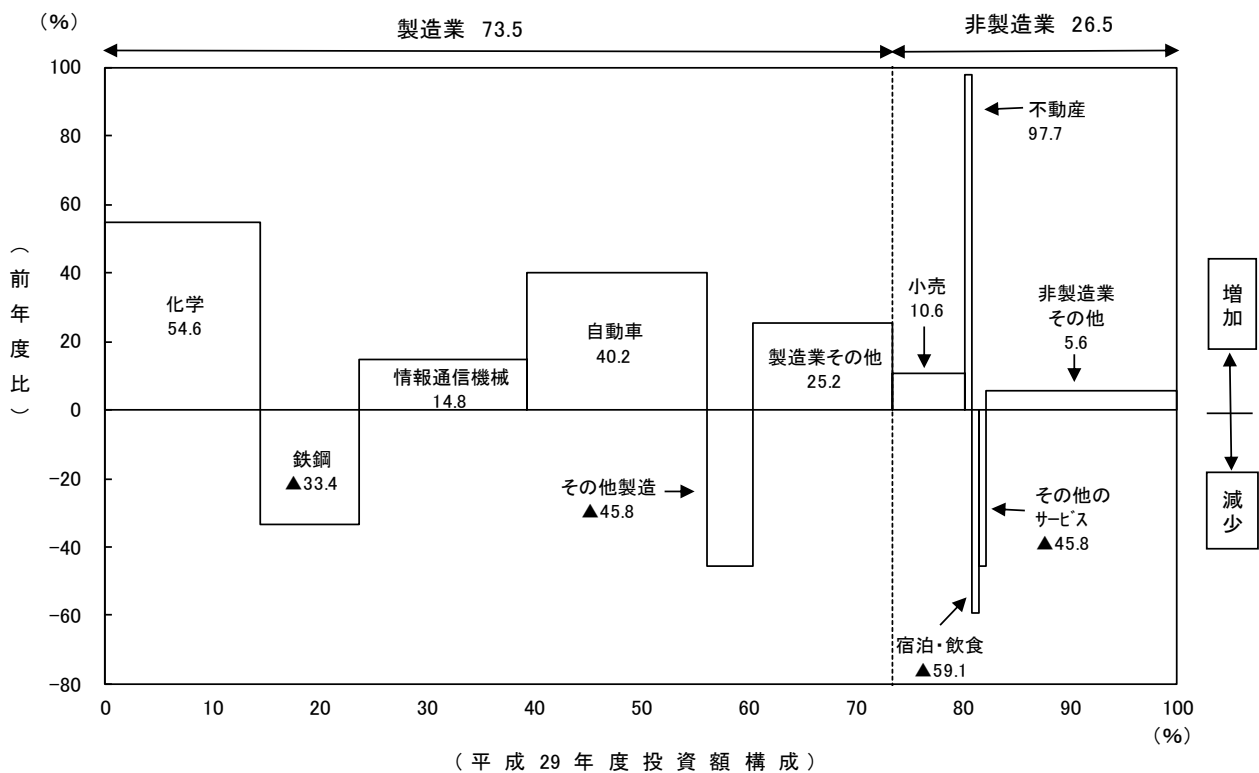 (%)
製造業 73.5
非製造業 26.5
100
80
60
40
20
0
-20
-40
-60
-80
(前年度比)
化学
54.6
鉄鋼
▲33.4
情報通信機械
14.8
自動車
40.2
その他製造
▲45.8
製造業その他
25.2
小売
10.6
不動産
97.7
宿泊・飲食
▲59.1
その他の
サービス
▲45.8
非製造業
その他
5.6
増加
減少
0 10 20 30 40 50 60 70 80 90 100
(%)
(平成29年度投資額構成)